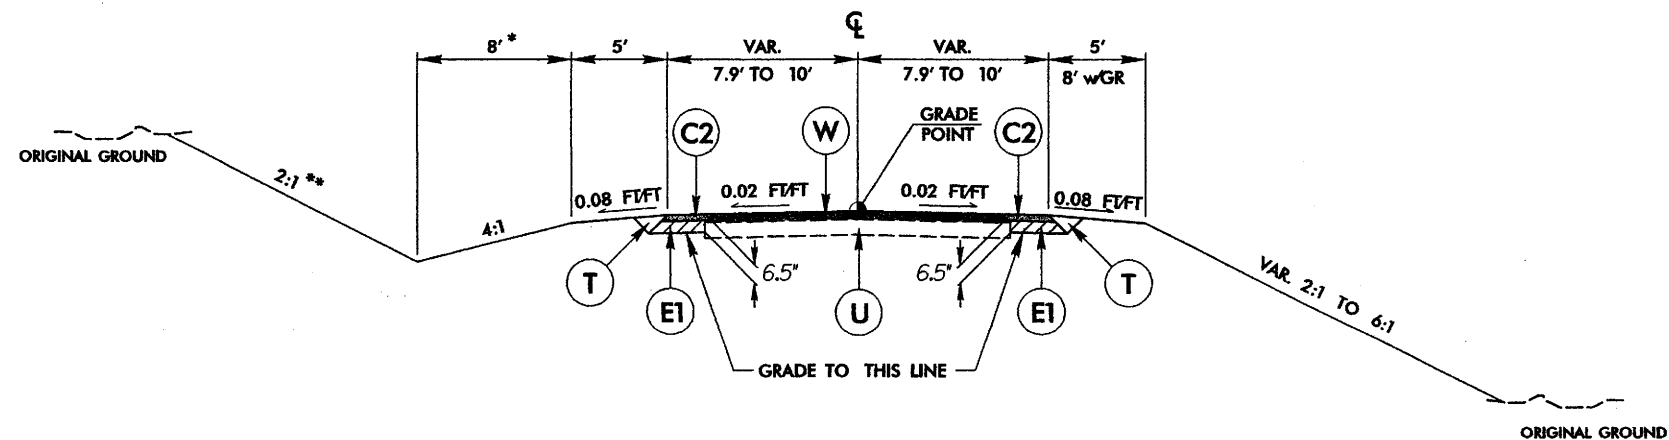 ℄
8' * 5' VAR. VAR. 5'
7.9' TO 10' 7.9' TO 10' 8' w/GR
GRADE
POINT
C2 W C2
ORIGINAL GROUND
2:1 **
0.08 FT/FT 0.02 FT/FT 0.02 FT/FT 0.08 FT/FT
4:1
6.5" 6.5"
T T
E1 U E1
VAR. 2:1 TO 6:1
GRADE TO THIS LINE
ORIGINAL GROUND